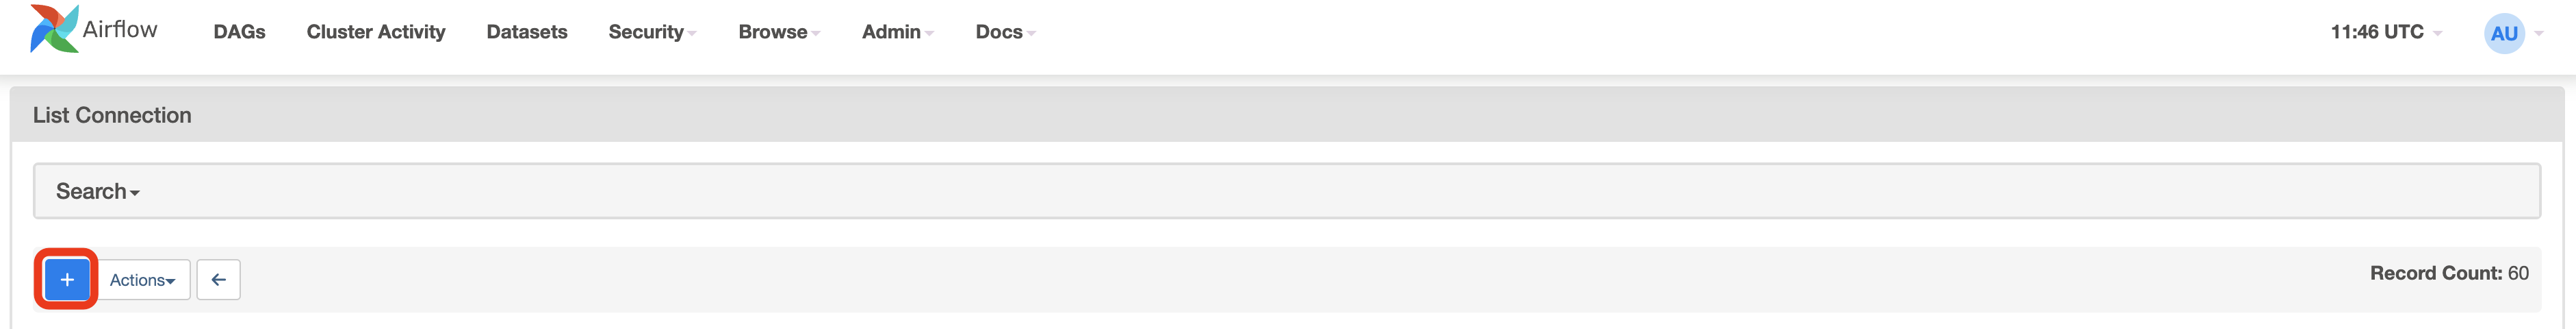 Airflow DAGs Cluster Activity Datasets Security Browse Admin Docs 11:46 UTC AU
List Connection
Search
+ Actions ← Record Count: 60